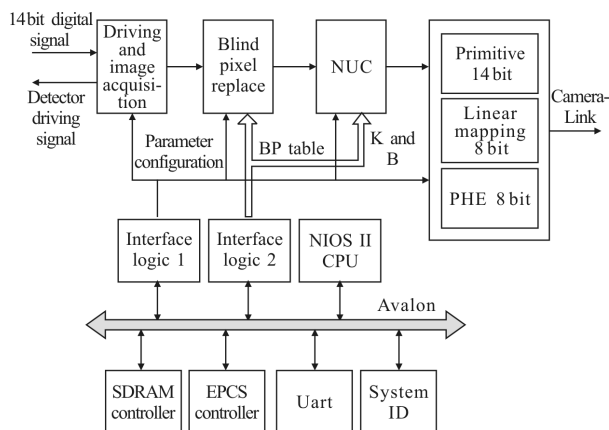 14 bit digital
signal
Detector
driving
signal
Driving
and
image
acquisi-
tion
Blind
pixel
replace
NUC
Primitive
14 bit
Linear
mapping
8 bit
PHE 8 bit
Camera-
Link
Parameter
configuration
BP table
K and
B
Interface
logic 1
Interface
logic 2
NIOS II
CPU
Avalon
SDRAM
controller
EPCS
controller
Uart
System
ID